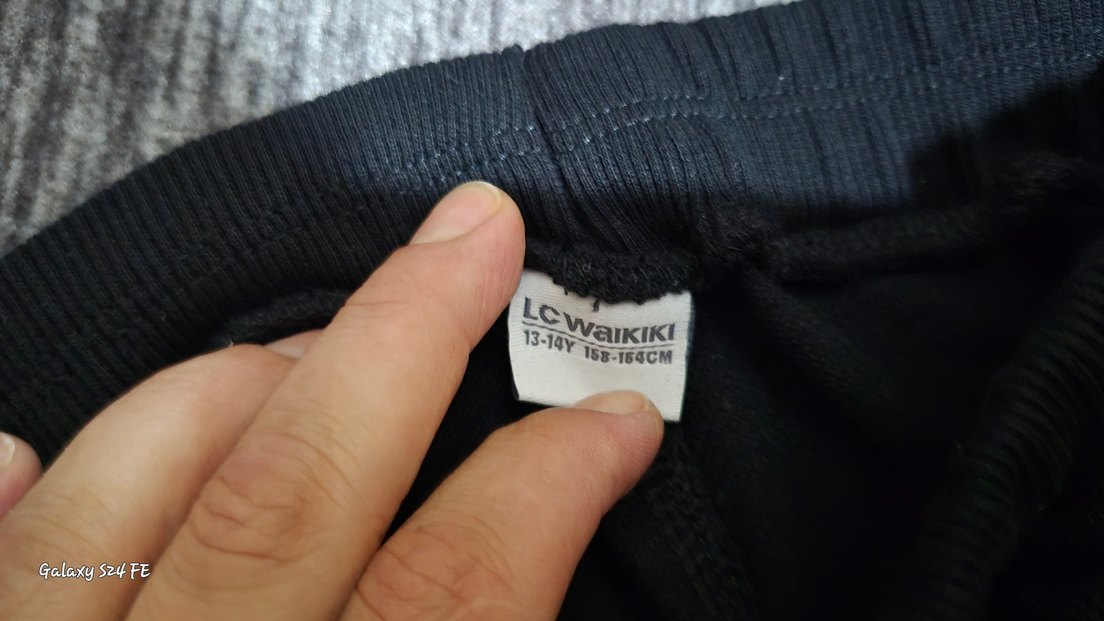 LC WAIKIKI
13-14Y 158-164CM
Galaxy S24 FE